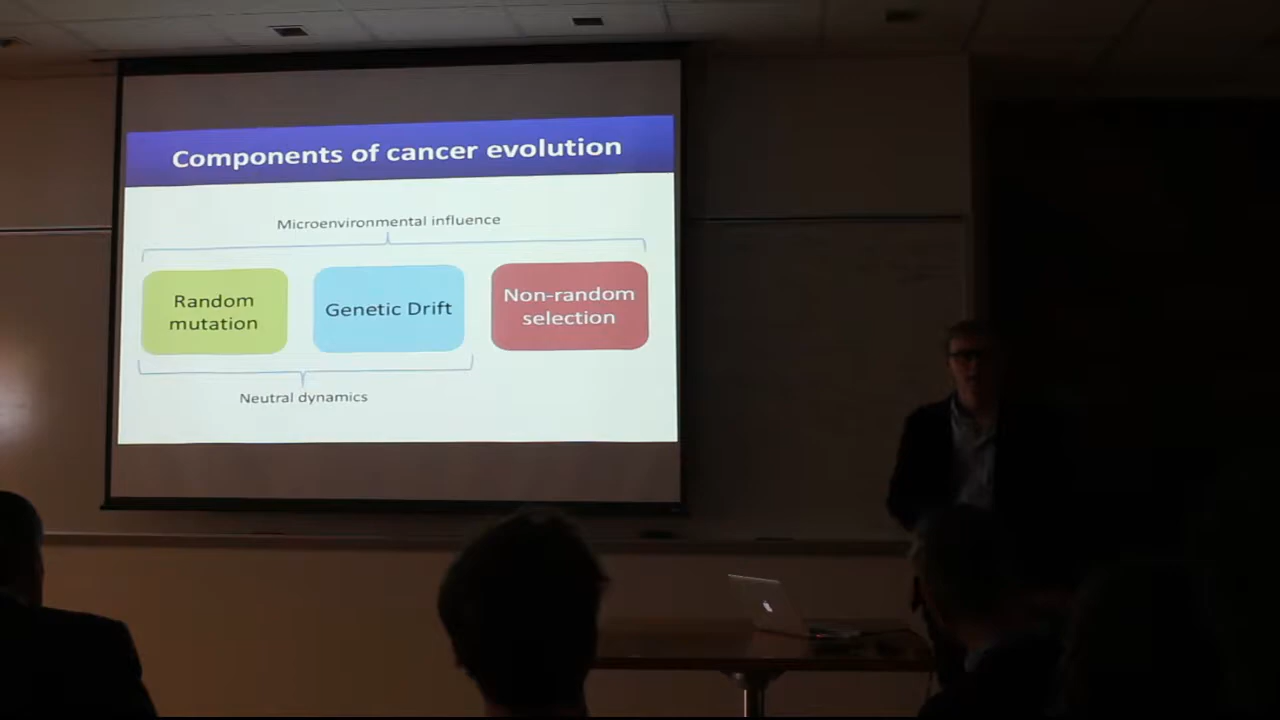 Components of cancer evolution
Microenvironmental influence
Random
mutation
Genetic Drift
Non-random
selection
Neutral dynamics